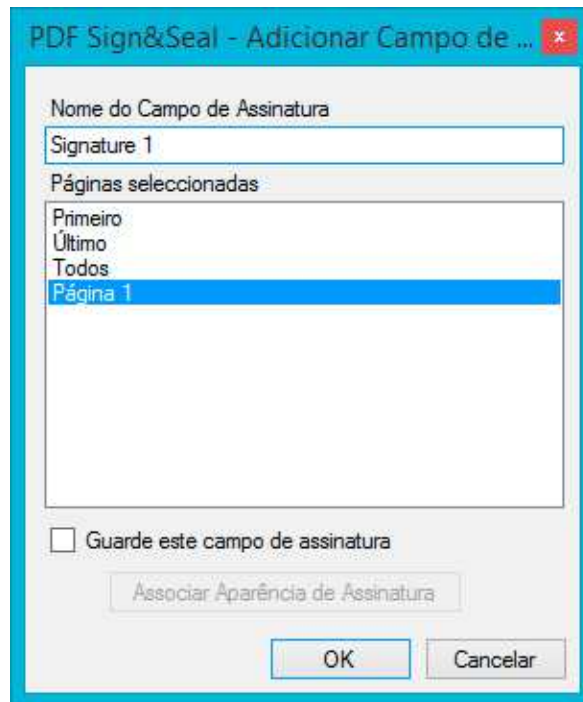 PDF Sign&Seal - Adicionar Campo de ...
Nome do Campo de Assinatura
Signature 1
Páginas seleccionadas
Primeiro
Último
Todos
Página 1
Guarde este campo de assinatura
Associar Aparência de Assinatura
OK Cancelar